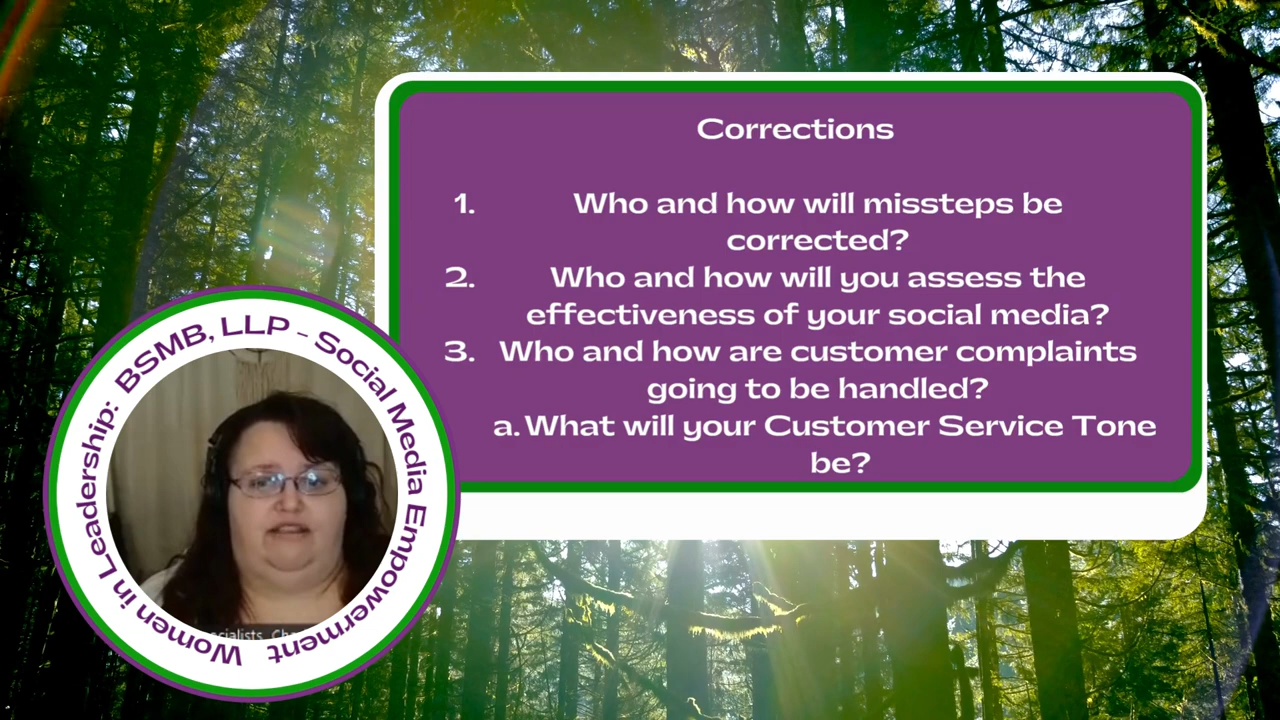 Corrections
1. Who and how will missteps be
corrected?
2. Who and how will you assess the
effectiveness of your social media?
3. Who and how are customer complaints
going to be handled?
a. What will your Customer Service Tone
be?
Women in Leadership: BSMB, LLP - Social Media Empowerment